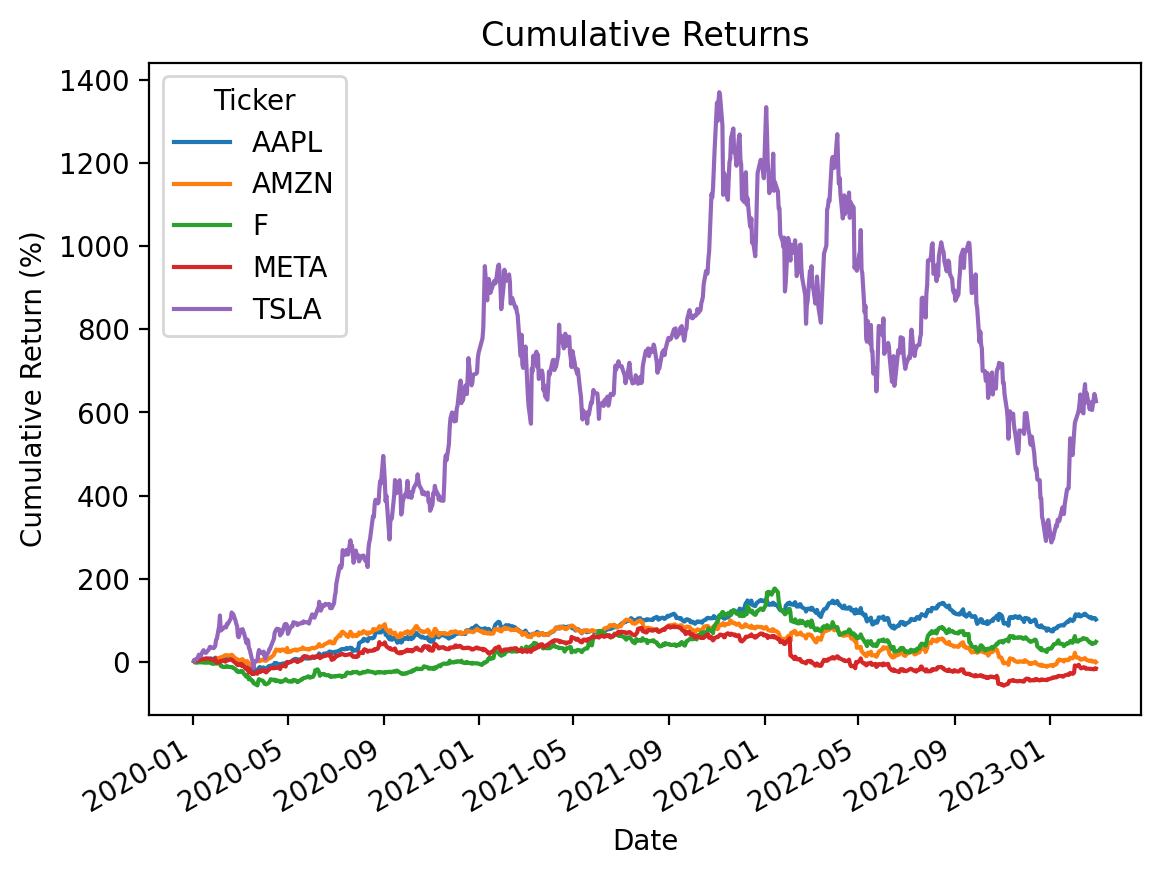 Cumulative Returns
Cumulative Return (%)
1400
1200
1000
800
600
400
200
0
Ticker
AAPL
AMZN
F
META
TSLA
2020-01
2020-05
2020-09
2021-01
2021-05
2021-09
2022-01
2022-05
2022-09
2023-01
Date